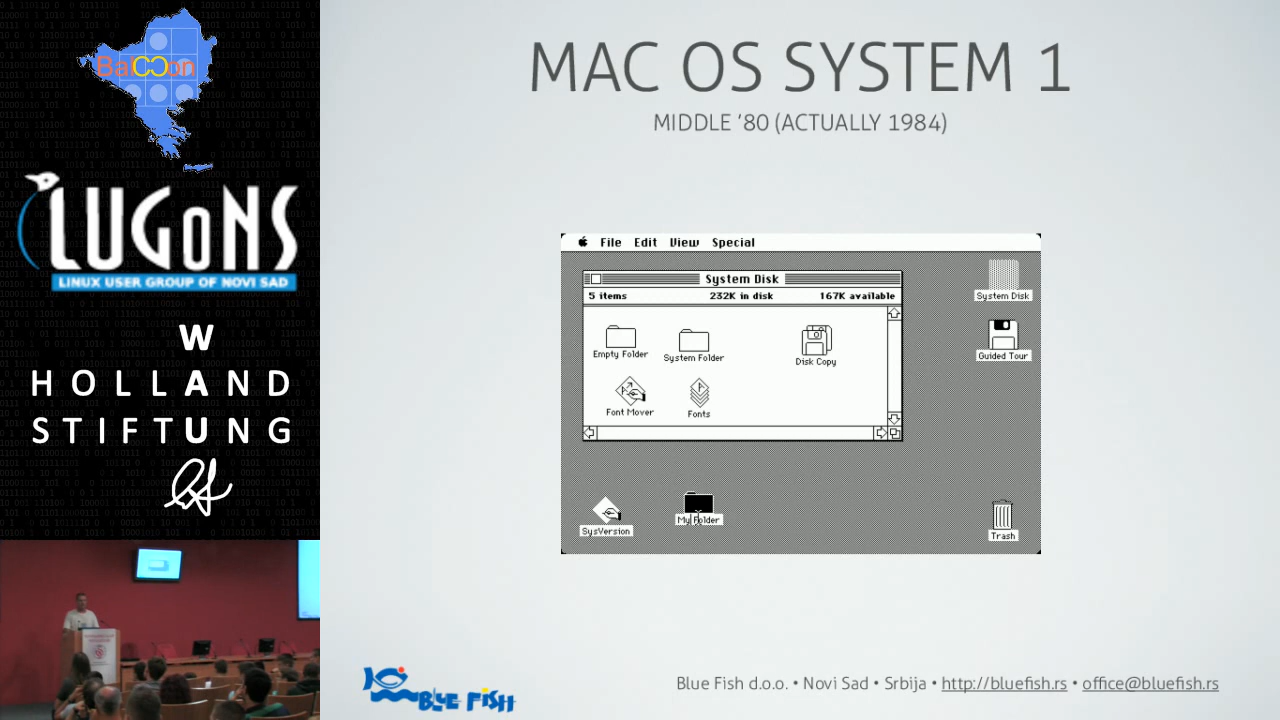 BalCCon
LUGoNS
LINUX USER GROUP OF NOVI SAD
W
HOLLAND
STIFTUNG
MAC OS SYSTEM 1
MIDDLE ’80 (ACTUALLY 1984)
File Edit View Special
System Disk
5 items 232K in disk 167K available
Empty Folder
System Folder
Disk Copy
Font Mover
Fonts
System Disk
Guided Tour
SysVersion
My Folder
Trash
BLUE FISH
Blue Fish d.o.o. • Novi Sad • Srbija • http://bluefish.rs • office@bluefish.rs